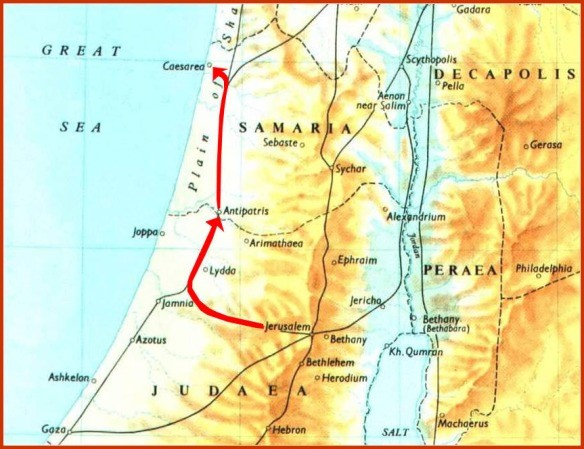 Gadara
Sha
GREAT
Caesarea
Scythopolis
DECAPOLIS
Pella
Aenon
near Salim
Plain of
SEA
SAMARIA
Sebaste
Gerasa
Sychar
Antipatris
Alexandrium
Joppa
Arimathaea
Jordan
Lydda
Ephraim
PERAEA
Philadelphia
Jamnia
Jericho
Jerusalem
Bethany
(Bethabara)
Azotus
Bethany
Kh. Qumran
Bethlehem
Ashkelon
Herodium
JUDAEA
Machaerus
Gaza
Hebron
SALT